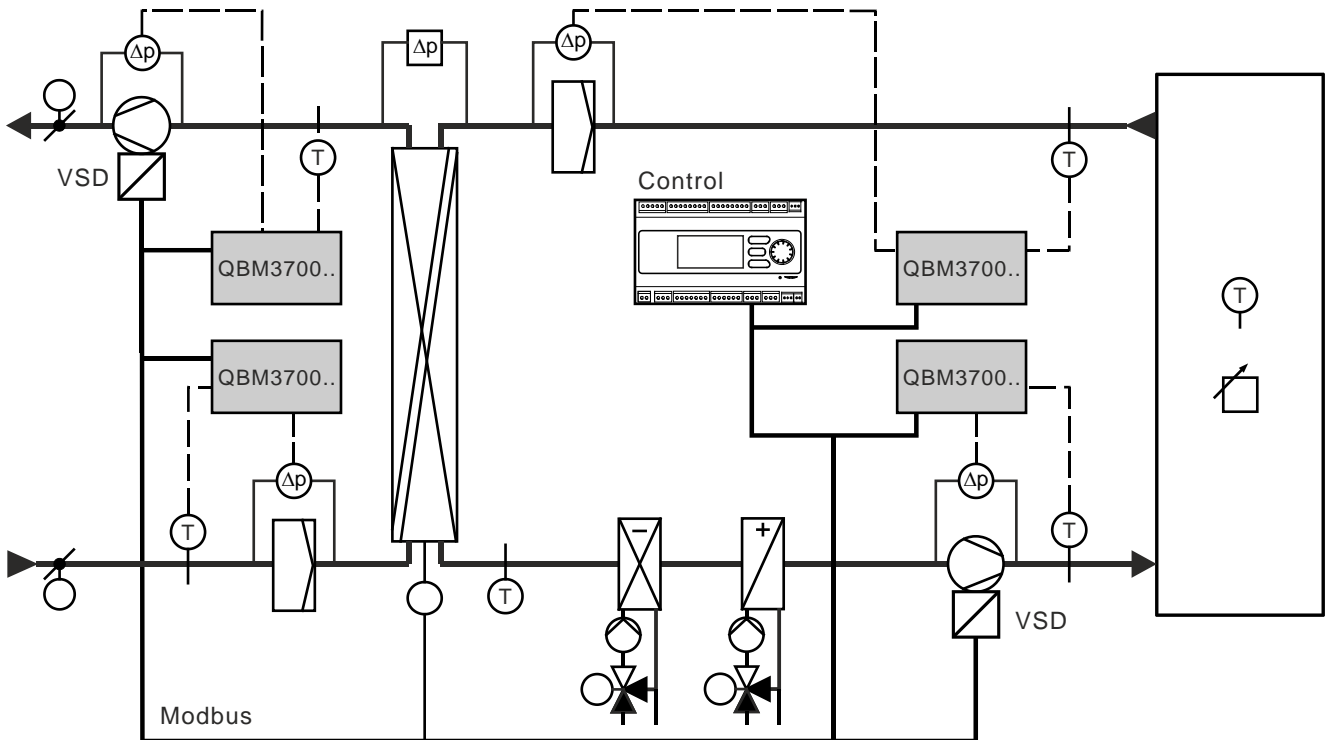 Δp
Δp
Δp
T
VSD
T
Control
QBM3700..
QBM3700..
T
QBM3700..
QBM3700..
Δp
Δp
T
T
− +
T
VSD
Modbus